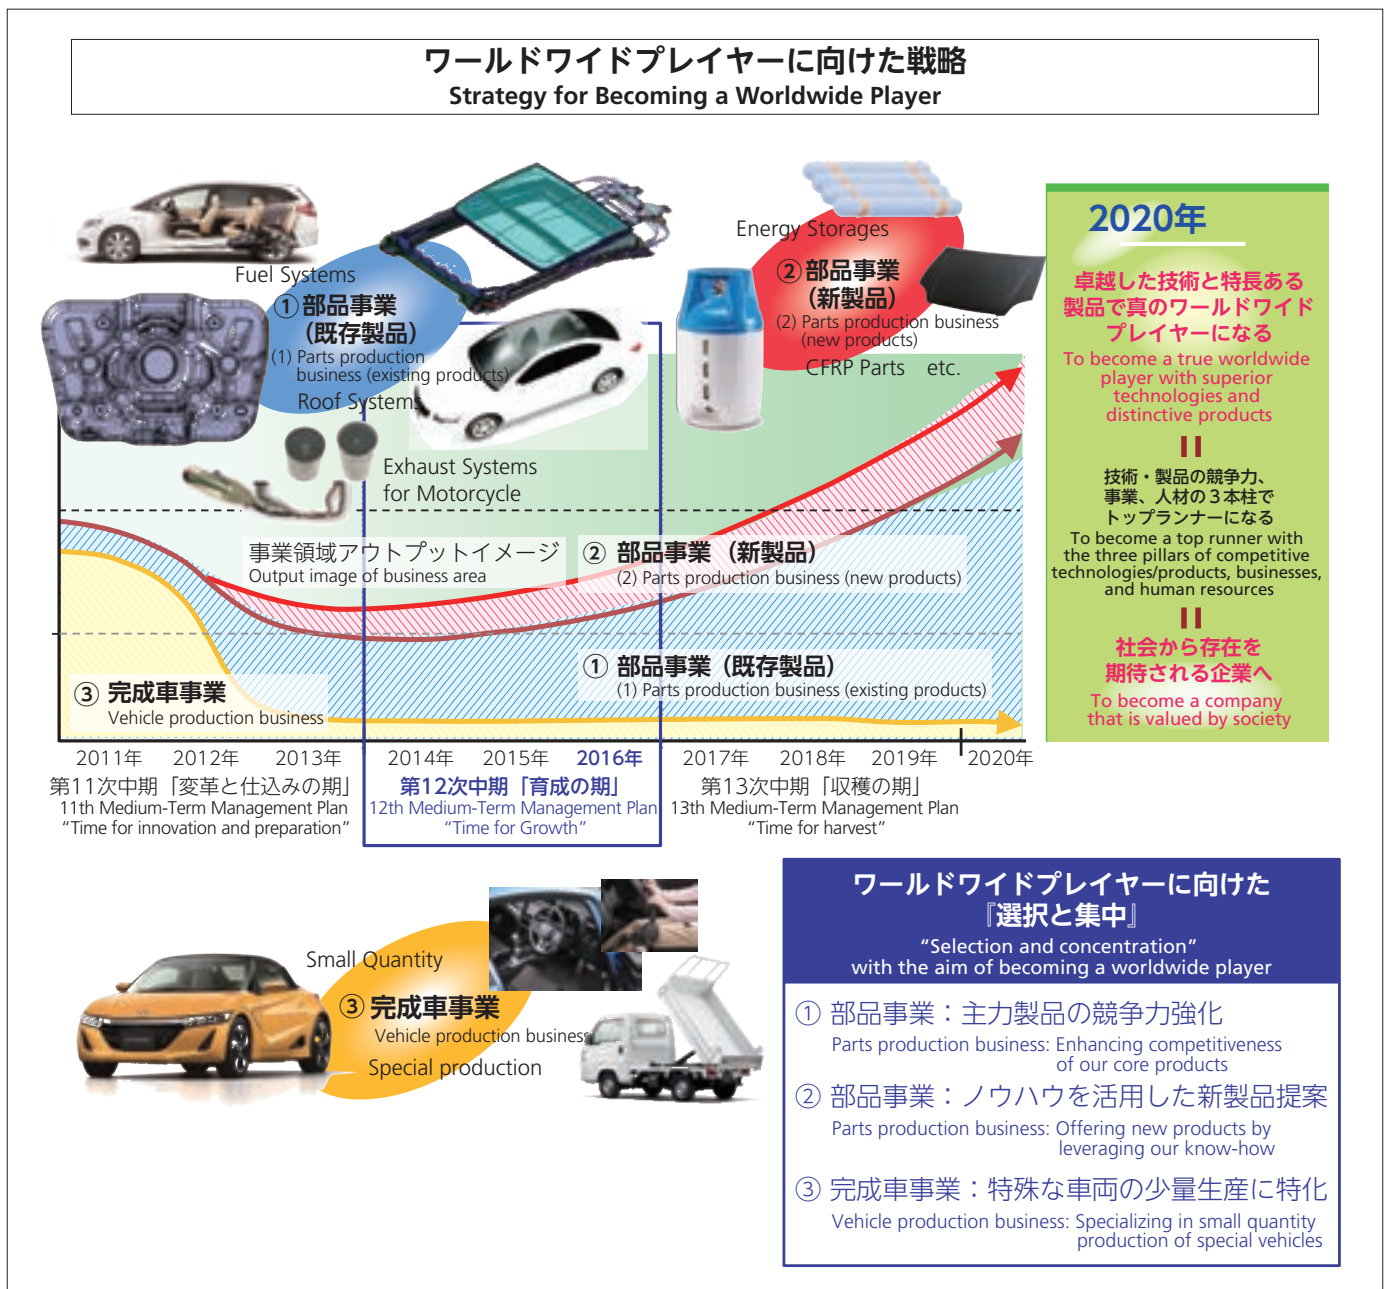 ワールドワイドプレイヤーに向けた戦略
Strategy for Becoming a Worldwide Player
Fuel Systems
① 部品事業
(既存製品)
(1) Parts production
business (existing products)
Roof Systems
Exhaust Systems
for Motorcycle
Energy Storages
② 部品事業
(新製品)
(2) Parts production business
(new products)
CFRP Parts etc.
事業領域アウトプットイメージ
Output image of business area
② 部品事業（新製品）
(2) Parts production business (new products)
① 部品事業（既存製品）
(1) Parts production business (existing products)
③ 完成車事業
Vehicle production business
2011年 2012年 2013年 2014年 2015年 2016年 2017年 2018年 2019年 2020年
第11次中期「変革と仕込みの期」
11th Medium-Term Management Plan
“Time for innovation and preparation”
第12次中期「育成の期」
12th Medium-Term Management Plan
“Time for Growth”
第13次中期「収穫の期」
13th Medium-Term Management Plan
“Time for harvest”
2020年
卓越した技術と特長ある
製品で真のワールドワイド
プレイヤーになる
To become a true worldwide
player with superior
technologies and
distinctive products
技術・製品の競争力、
事業、人材の３本柱で
トップランナーになる
To become a top runner with
the three pillars of competitive
technologies/products, businesses,
and human resources
社会から存在を
期待される企業へ
To become a company
that is valued by society
Small Quantity
③ 完成車事業
Vehicle production business
Special production
ワールドワイドプレイヤーに向けた
『選択と集中』
“Selection and concentration”
with the aim of becoming a worldwide player
① 部品事業：主力製品の競争力強化
Parts production business: Enhancing competitiveness
of our core products
② 部品事業：ノウハウを活用した新製品提案
Parts production business: Offering new products by
leveraging our know-how
③ 完成車事業：特殊な車両の少量生産に特化
Vehicle production business: Specializing in small quantity
production of special vehicles